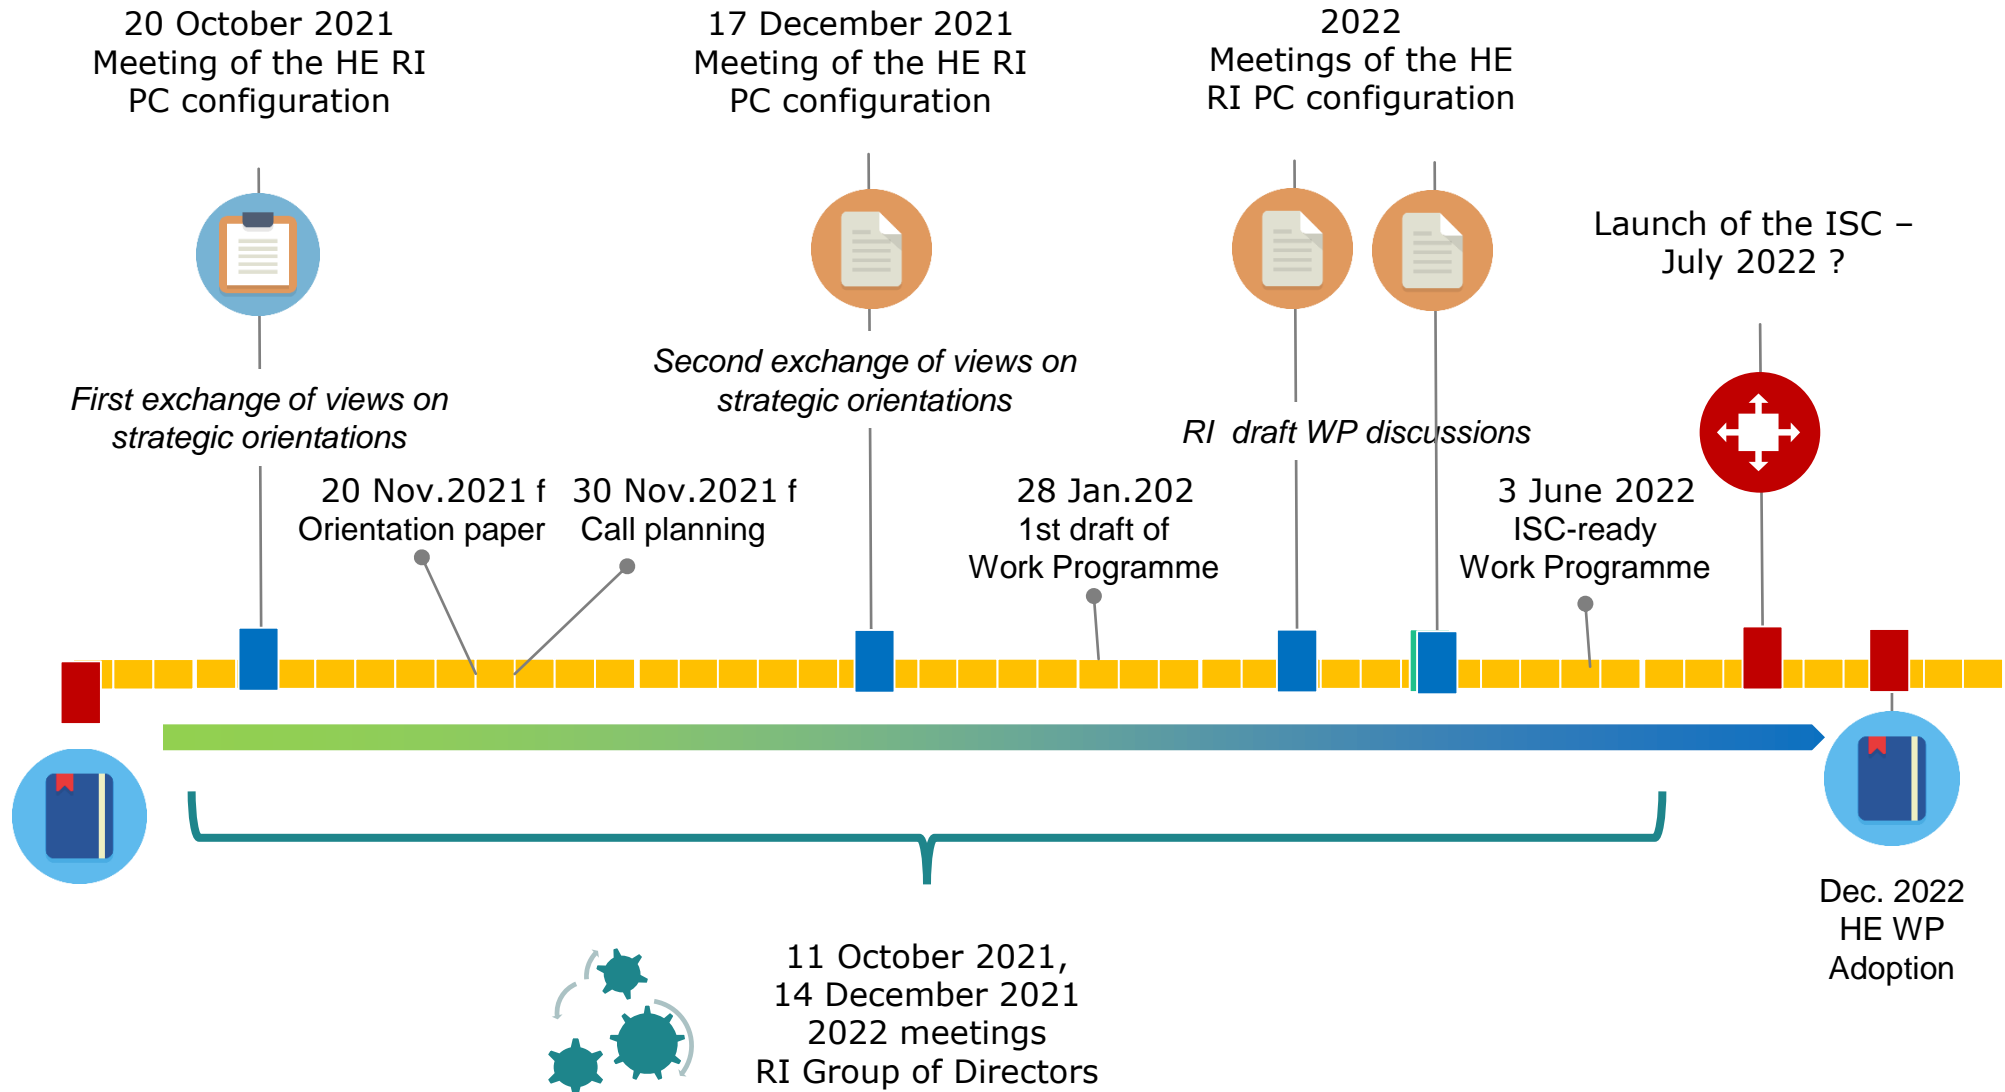 20 October 2021
Meeting of the HE RI
PC configuration
17 December 2021
Meeting of the HE RI
PC configuration
2022
Meetings of the HE
RI PC configuration
Launch of the ISC –
July 2022 ?
First exchange of views on
strategic orientations
Second exchange of views on
strategic orientations
RI draft WP discussions
20 Nov.2021 f
Orientation paper
30 Nov.2021 f
Call planning
28 Jan.202
1st draft of
Work Programme
3 June 2022
ISC-ready
Work Programme
Dec. 2022
HE WP
Adoption
11 October 2021,
14 December 2021
2022 meetings
RI Group of Directors